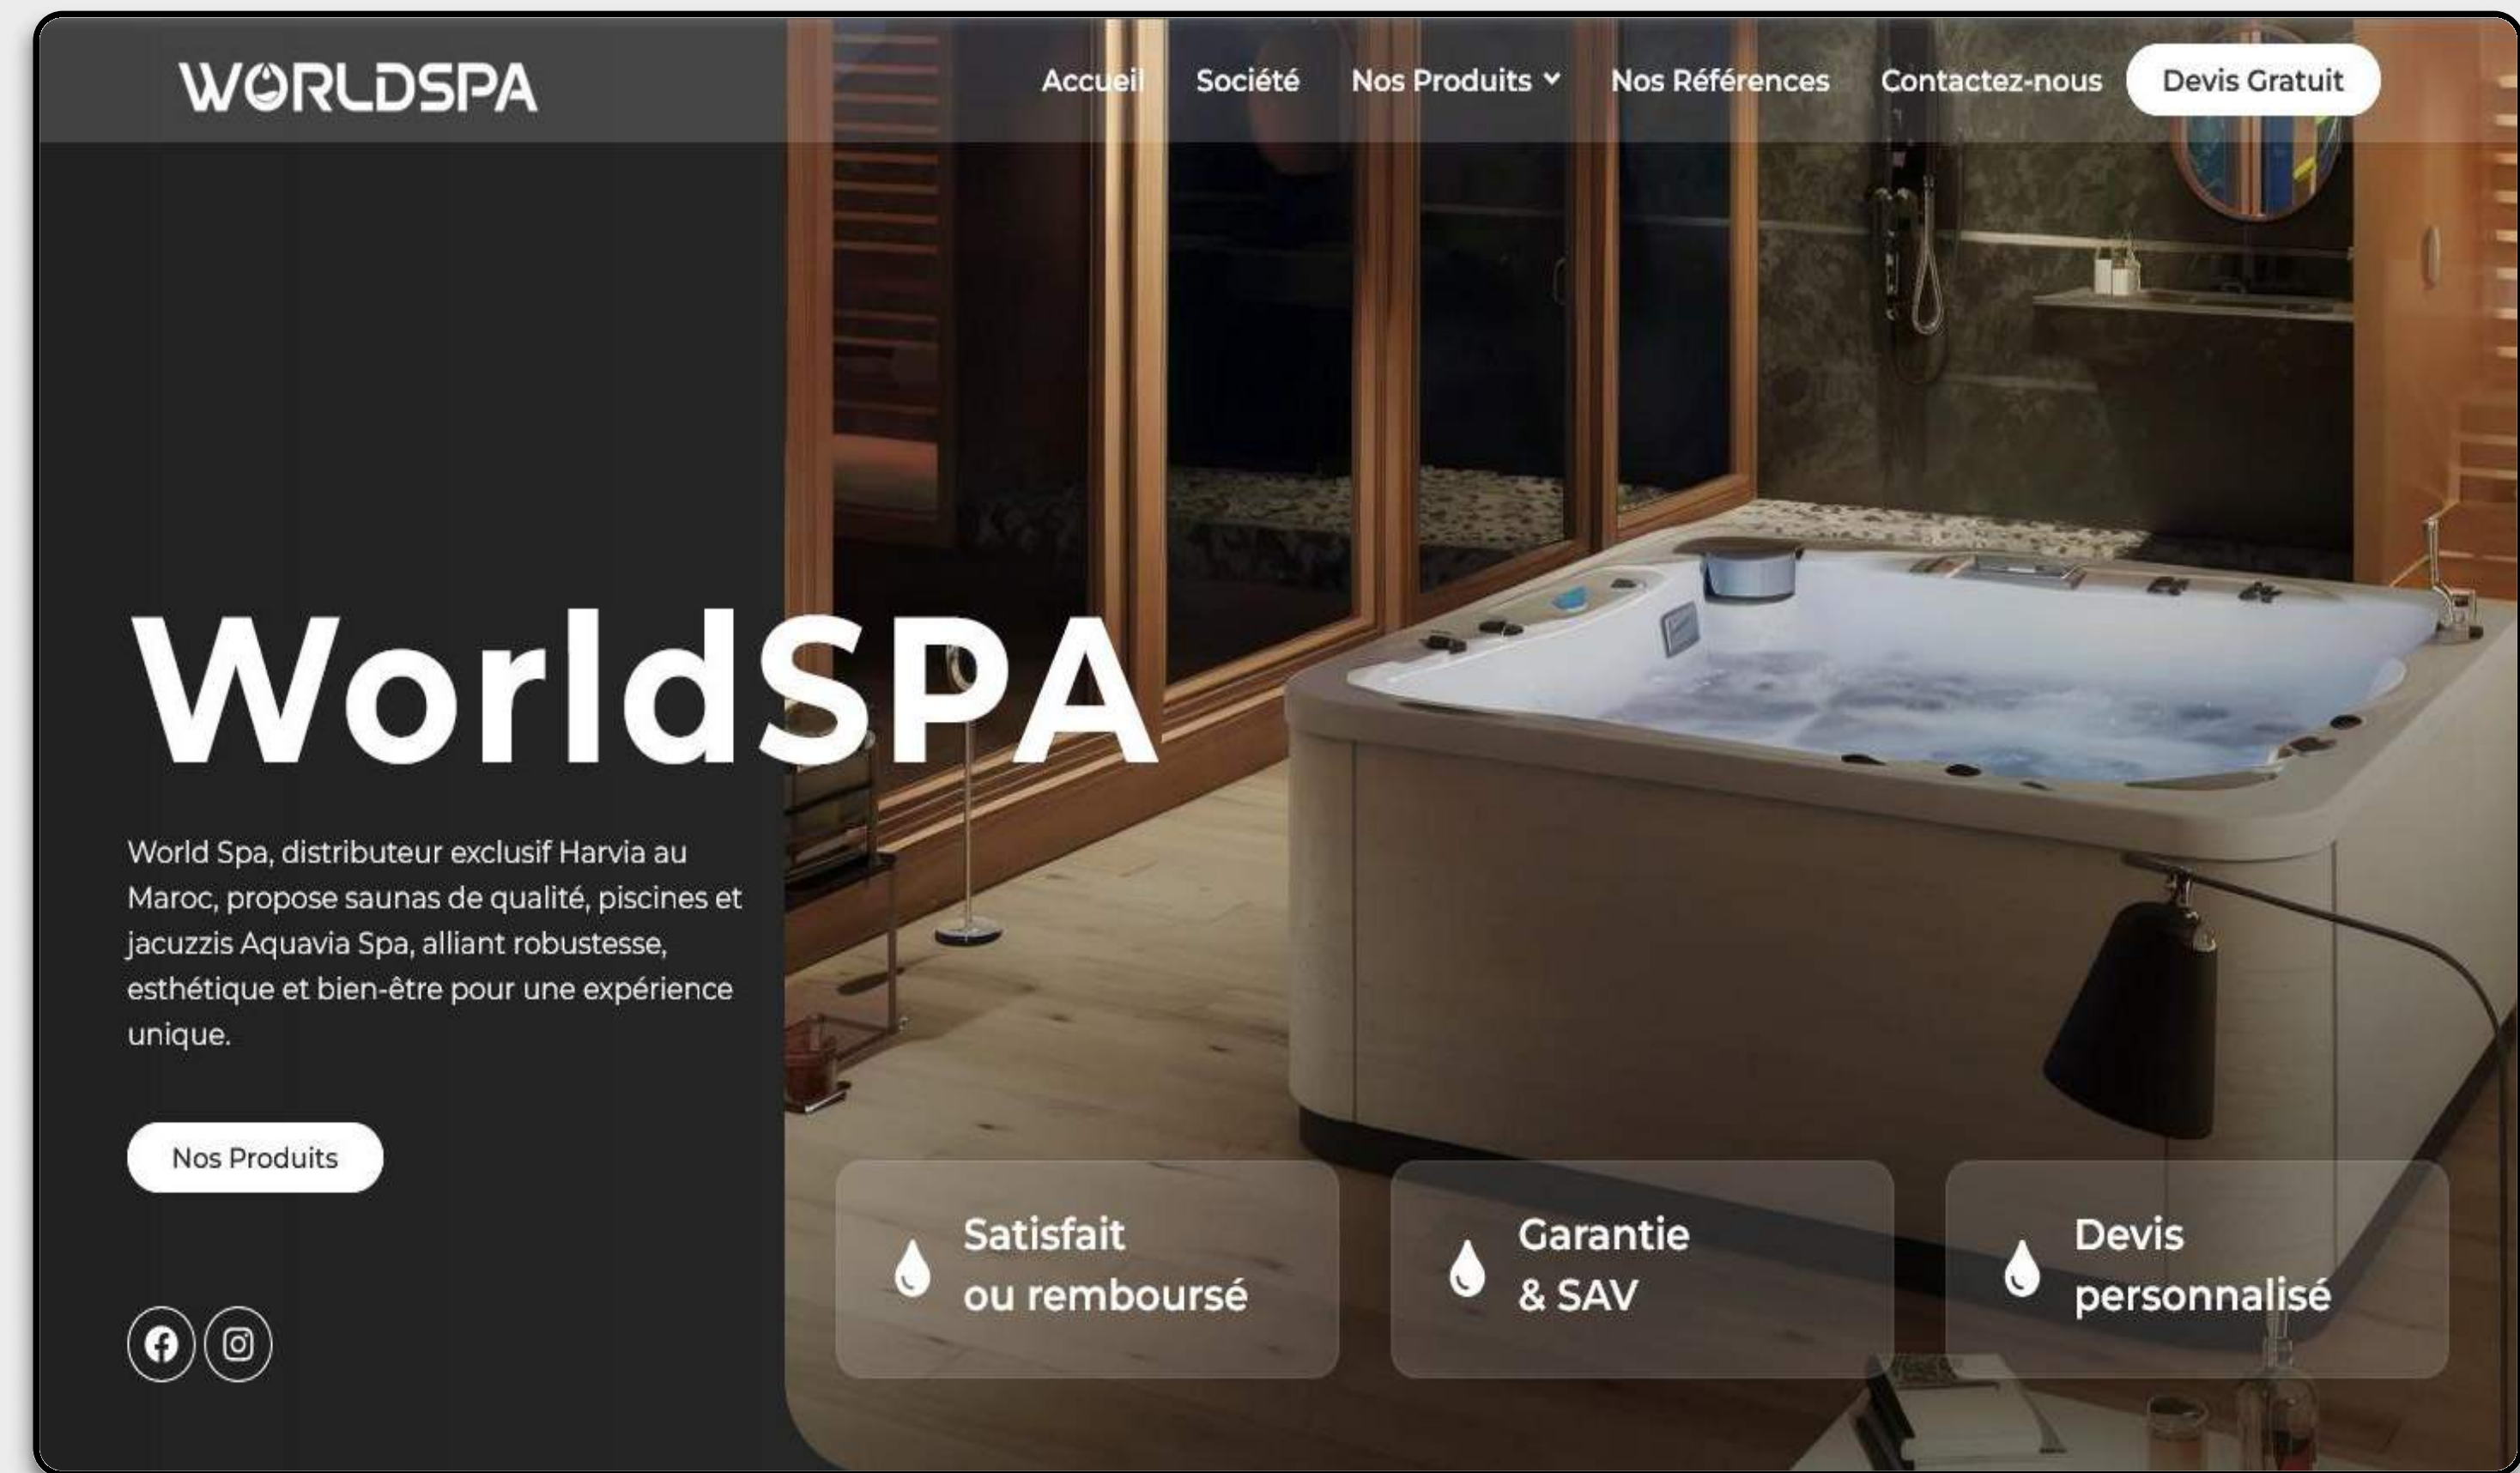 WORLDSPA
Accueil
Société
Nos Produits
Nos Références
Contactez-nous
Devis Gratuit
WorldSPA
World Spa, distributeur exclusif Harvia au
Maroc, propose saunas de qualité, piscines et
jacuzzis Aquavia Spa, alliant robustesse,
esthétique et bien-être pour une expérience
unique.
Nos Produits
Satisfait
ou remboursé
Garantie
& SAV
Devis
personnalisé